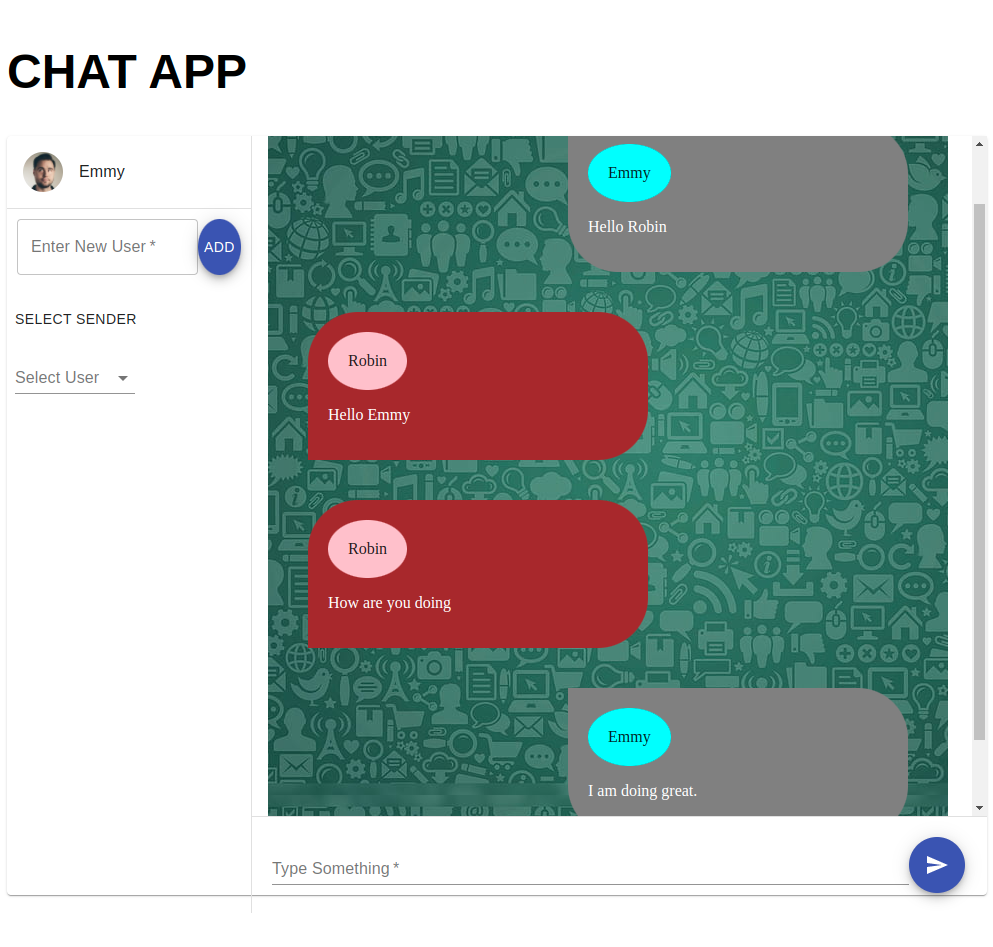 CHAT APP
Emmy
Enter New User *
ADD
SELECT SENDER
Select User
Emmy
Hello Robin
Robin
Hello Emmy
Robin
How are you doing
Emmy
I am doing great.
Type Something *